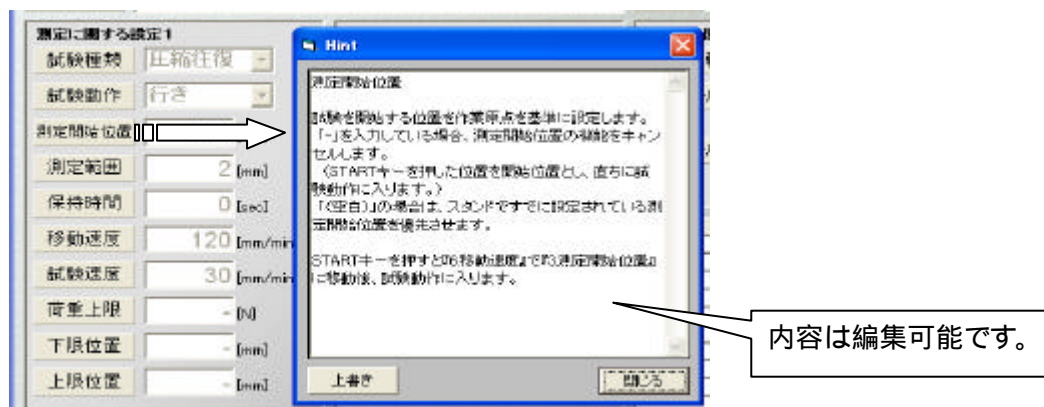 測定に関する設定1
試験種類 圧縮往復
試験動作 行き
測定開始位置
測定範囲 2 [mm]
保持時間 0 [sec]
移動速度 120 [mm/min
試験速度 30 [mm/min
荷重上限 - [N]
下限位置 - [mm]
上限位置 - [mm]
Hint
測定開始位置
試験を開始する位置を作業原点を基準に設定します。
「-」を入力している場合、測定開始位置の機能をキャン
セルします。
(STARTキーを押した位置を開始位置とし、直ちに試
験動作に入ります。)
「(空白)」の場合は、スタンドですでに設定されている測
定開始位置を優先させます。
STARTキーを押すと『6移動速度』で『3測定開始位置』
に移動後、試験動作に入ります。
上書き
閉じる
内容は編集可能です。